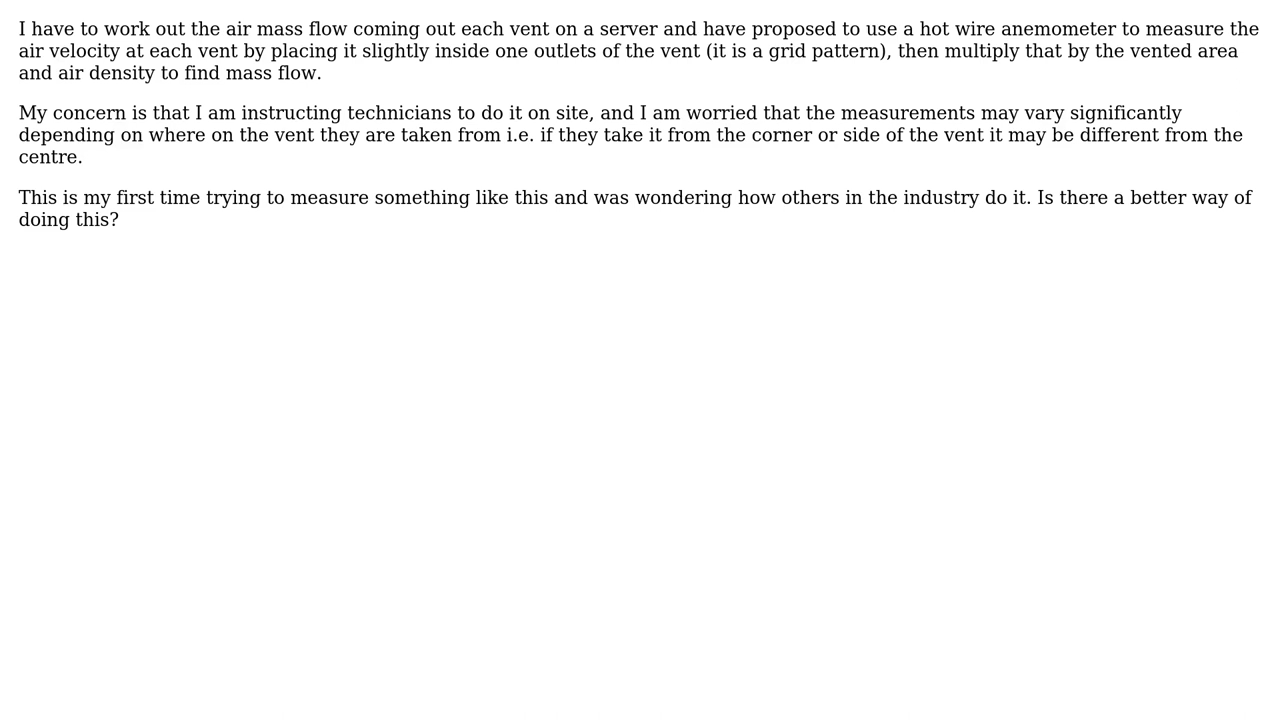 I have to work out the air mass flow coming out each vent on a server and have proposed to use a hot wire anemometer to measure the
air velocity at each vent by placing it slightly inside one outlets of the vent (it is a grid pattern), then multiply that by the vented area
and air density to find mass flow.
My concern is that I am instructing technicians to do it on site, and I am worried that the measurements may vary significantly
depending on where on the vent they are taken from i.e. if they take it from the corner or side of the vent it may be different from the
centre.
This is my first time trying to measure something like this and was wondering how others in the industry do it. Is there a better way of
doing this?